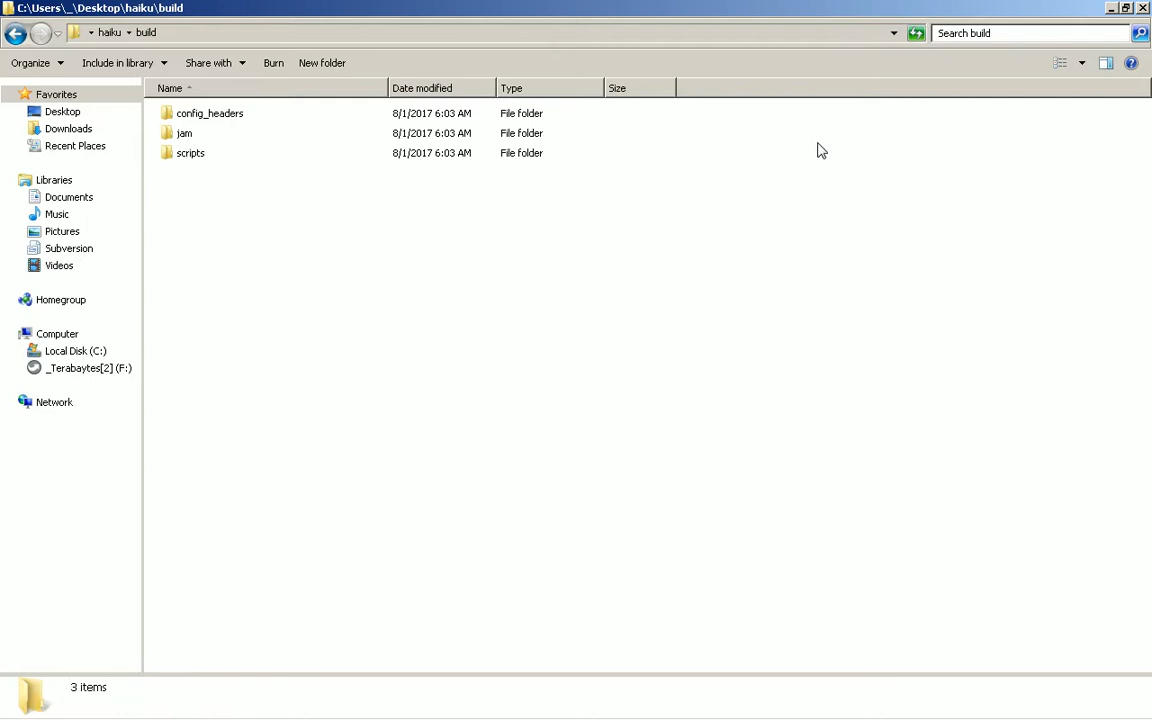 C:\Users\_\Desktop\haiku\build
haiku build
Search build
Organize Include in library Share with Burn New folder
Name Date modified Type Size
Favorites
Desktop
Downloads
Recent Places
Libraries
Documents
Music
Pictures
Subversion
Videos
Homegroup
Computer
Local Disk (C:)
_Terabaytes[2] (F:)
Network
config_headers 8/1/2017 6:03 AM File folder
jam 8/1/2017 6:03 AM File folder
scripts 8/1/2017 6:03 AM File folder
3 items